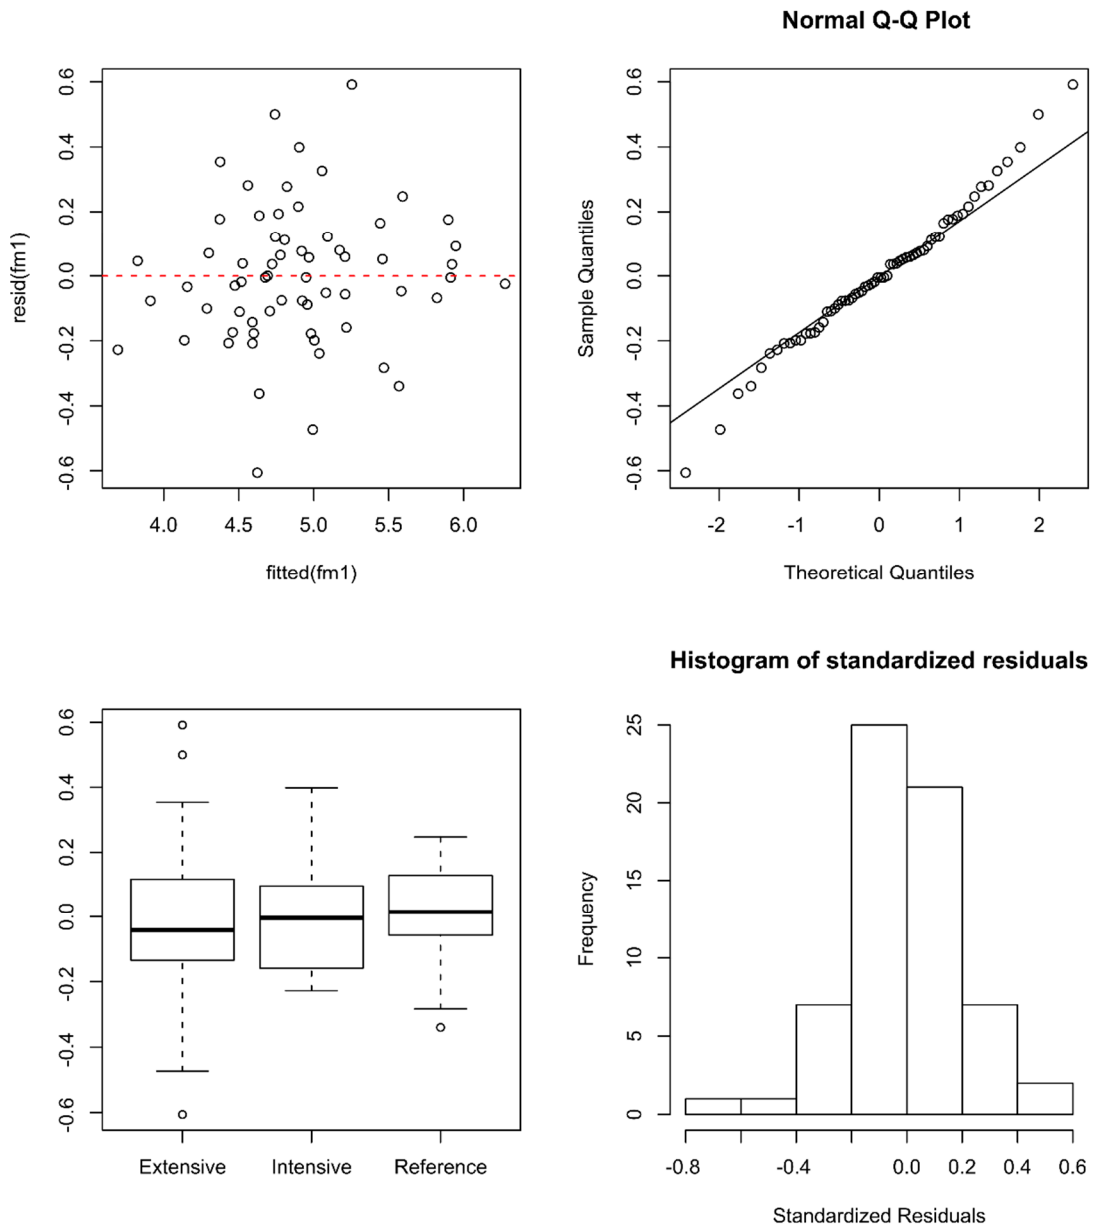 Normal Q-Q Plot
0.6
0.4
0.2
0.0
-0.2
-0.4
-0.6
resid(fm1)
4.0 4.5 5.0 5.5 6.0
fitted(fm1)
0.6
0.4
0.2
0.0
-0.2
-0.4
-0.6
Sample Quantiles
-2 -1 0 1 2
Theoretical Quantiles
Histogram of standardized residuals
0.6
0.4
0.2
0.0
-0.2
-0.4
-0.6
Extensive Intensive Reference
25
20
15
10
5
0
Frequency
-0.8 -0.4 0.0 0.2 0.4 0.6
Standardized Residuals